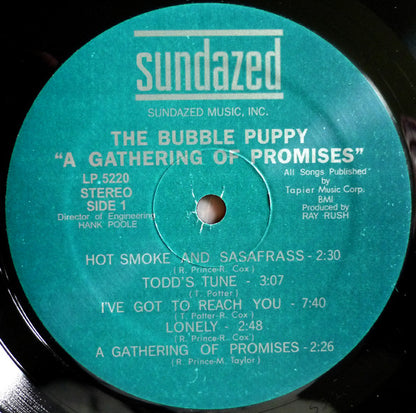 sundazed
SUNDAZED MUSIC, INC.
THE BUBBLE PUPPY
"A GATHERING OF PROMISES"
LP.5220
STEREO
SIDE 1
Director of Engineering
HANK POOLE
All Songs Published
by
Tapier Music Corp.
BMI
Produced by
RAY RUSH
HOT SMOKE AND SASAFRASS - 2:30
(R. Prince-R. Cox)
TODD'S TUNE - 3:07
(T. Potter)
I'VE GOT TO REACH YOU - 7:40
(T. Potter-R. Cox)
LONELY - 2:48
(R. Prince-R. Cox)
A GATHERING OF PROMISES - 2:26
(R. Prince-M. Taylor)